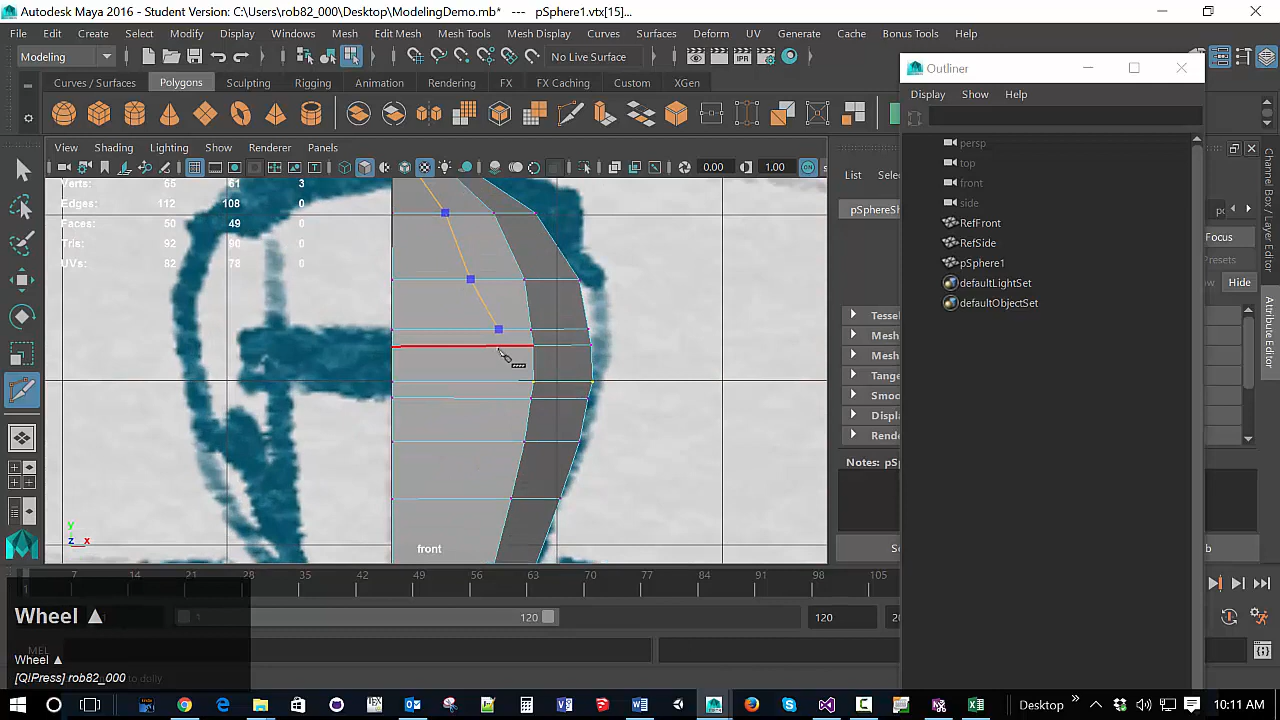 Autodesk Maya 2016 - Student Version: C:\Users\rob82_000\Desktop\ModelingDemo.mb* --- pSphere1.vtx[15]...
File Edit Create Select Modify Display Windows Mesh Edit Mesh Mesh Tools Mesh Display Curves Surfaces Deform UV Generate Cache Bonus Tools Help
Modeling No Live Surface
Curves / Surfaces Polygons Sculpting Rigging Animation Rendering FX FX Caching Custom XGen
Outliner
Display Show Help
View Shading Lighting Show Renderer Panels
0.00 1.00 ON
Verts: 65 61 3
Edges: 112 108 0
Faces: 50 49 0
Tris: 92 90 0
UVs: 82 78 0
persp
top
front
side
RefFront
RefSide
pSphere1
defaultLightSet
defaultObjectSet
List Selec
pSphereSh
Focus
Presets
Hide
Tessel
Mesh
Mesh
Tange
Smoo
Displa
Rende
Notes: pSp
Channel Box / Layer Editor
Attribute Editor
y
z x
front
7 14 21 28 35 42 49 56 63 70 77 84 91 98 105
1 120 120
MEL
Wheel ▲
Wheel ▲
[QIPress] rob82_000
to dolly
Desktop 10:11 AM